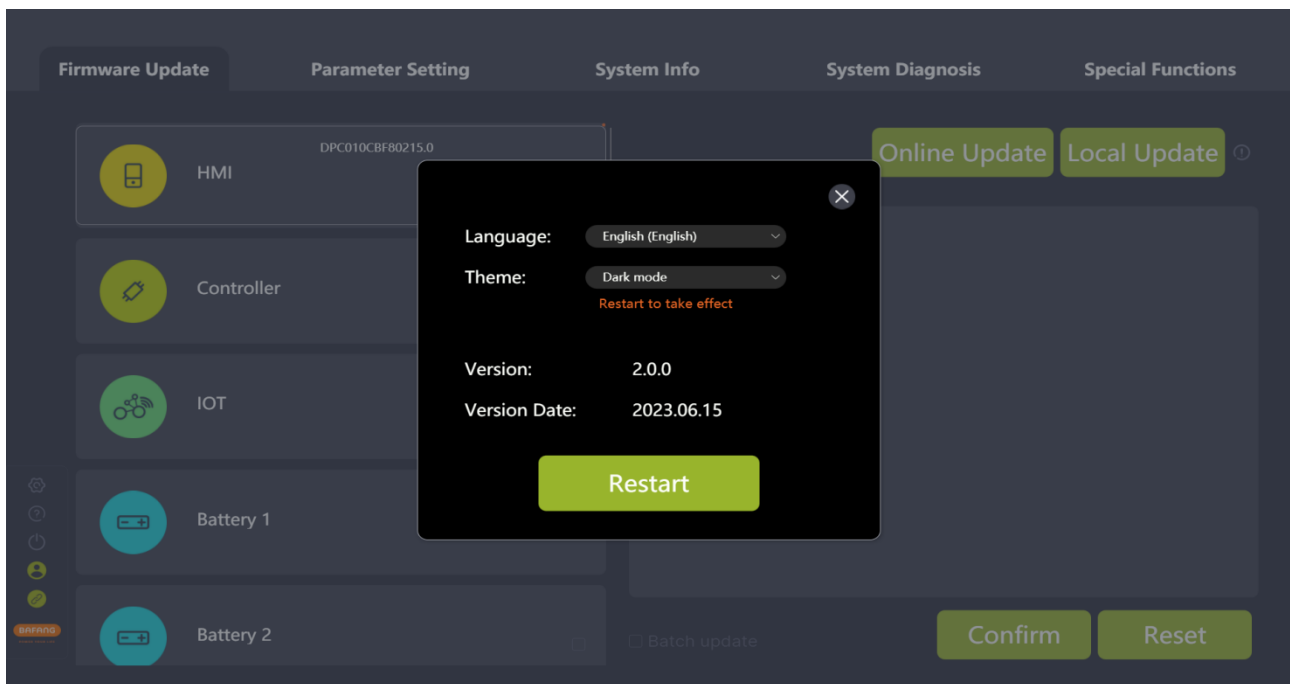 Firmware Update
Parameter Setting
System Info
System Diagnosis
Special Functions
DPC010CBF80215.0
HMI
Online Update
Local Update
Controller
IOT
Battery 1
Battery 2
Language:
English (English)
Theme:
Dark mode
Restart to take effect
Version:
2.0.0
Version Date:
2023.06.15
Restart
BAFANG
Batch update
Confirm
Reset